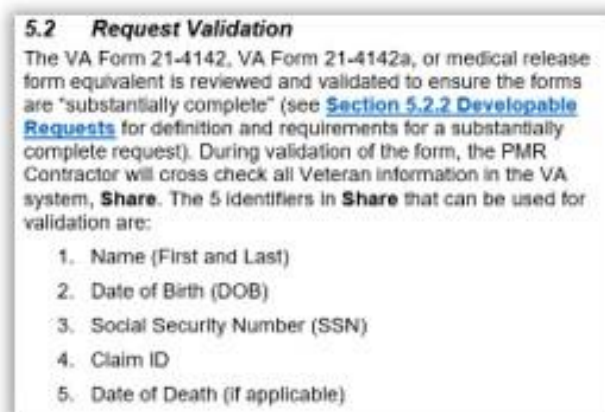 5.2 Request Validation
The VA Form 21-4142, VA Form 21-4142a, or medical release
form equivalent is reviewed and validated to ensure the forms
are "substantially complete" (see Section 5.2.2 Developable
Requests for definition and requirements for a substantially
complete request). During validation of the form, the PMR
Contractor will cross check all Veteran information in the VA
system, Share. The 5 identifiers in Share that can be used for
validation are:
1. Name (First and Last)
2. Date of Birth (DOB)
3. Social Security Number (SSN)
4. Claim ID
5. Date of Death (if applicable)